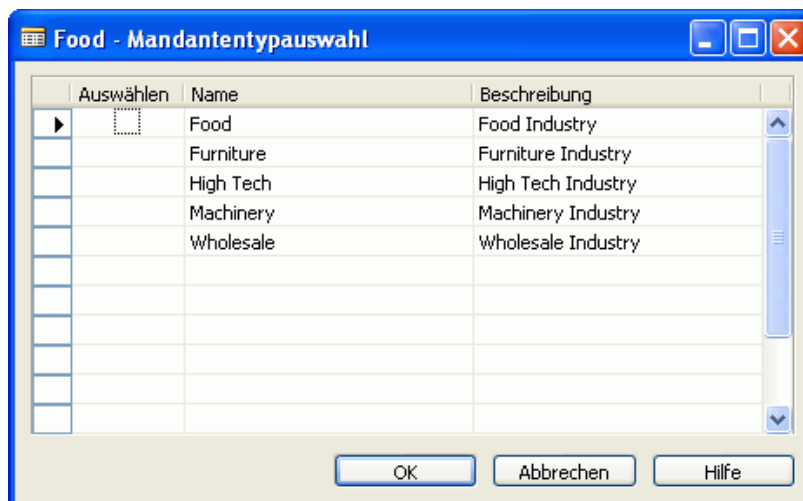 Food - Mandantentypauswahl
Auswählen Name Beschreibung
Food Food Industry
Furniture Furniture Industry
High Tech High Tech Industry
Machinery Machinery Industry
Wholesale Wholesale Industry
OK Abbrechen Hilfe